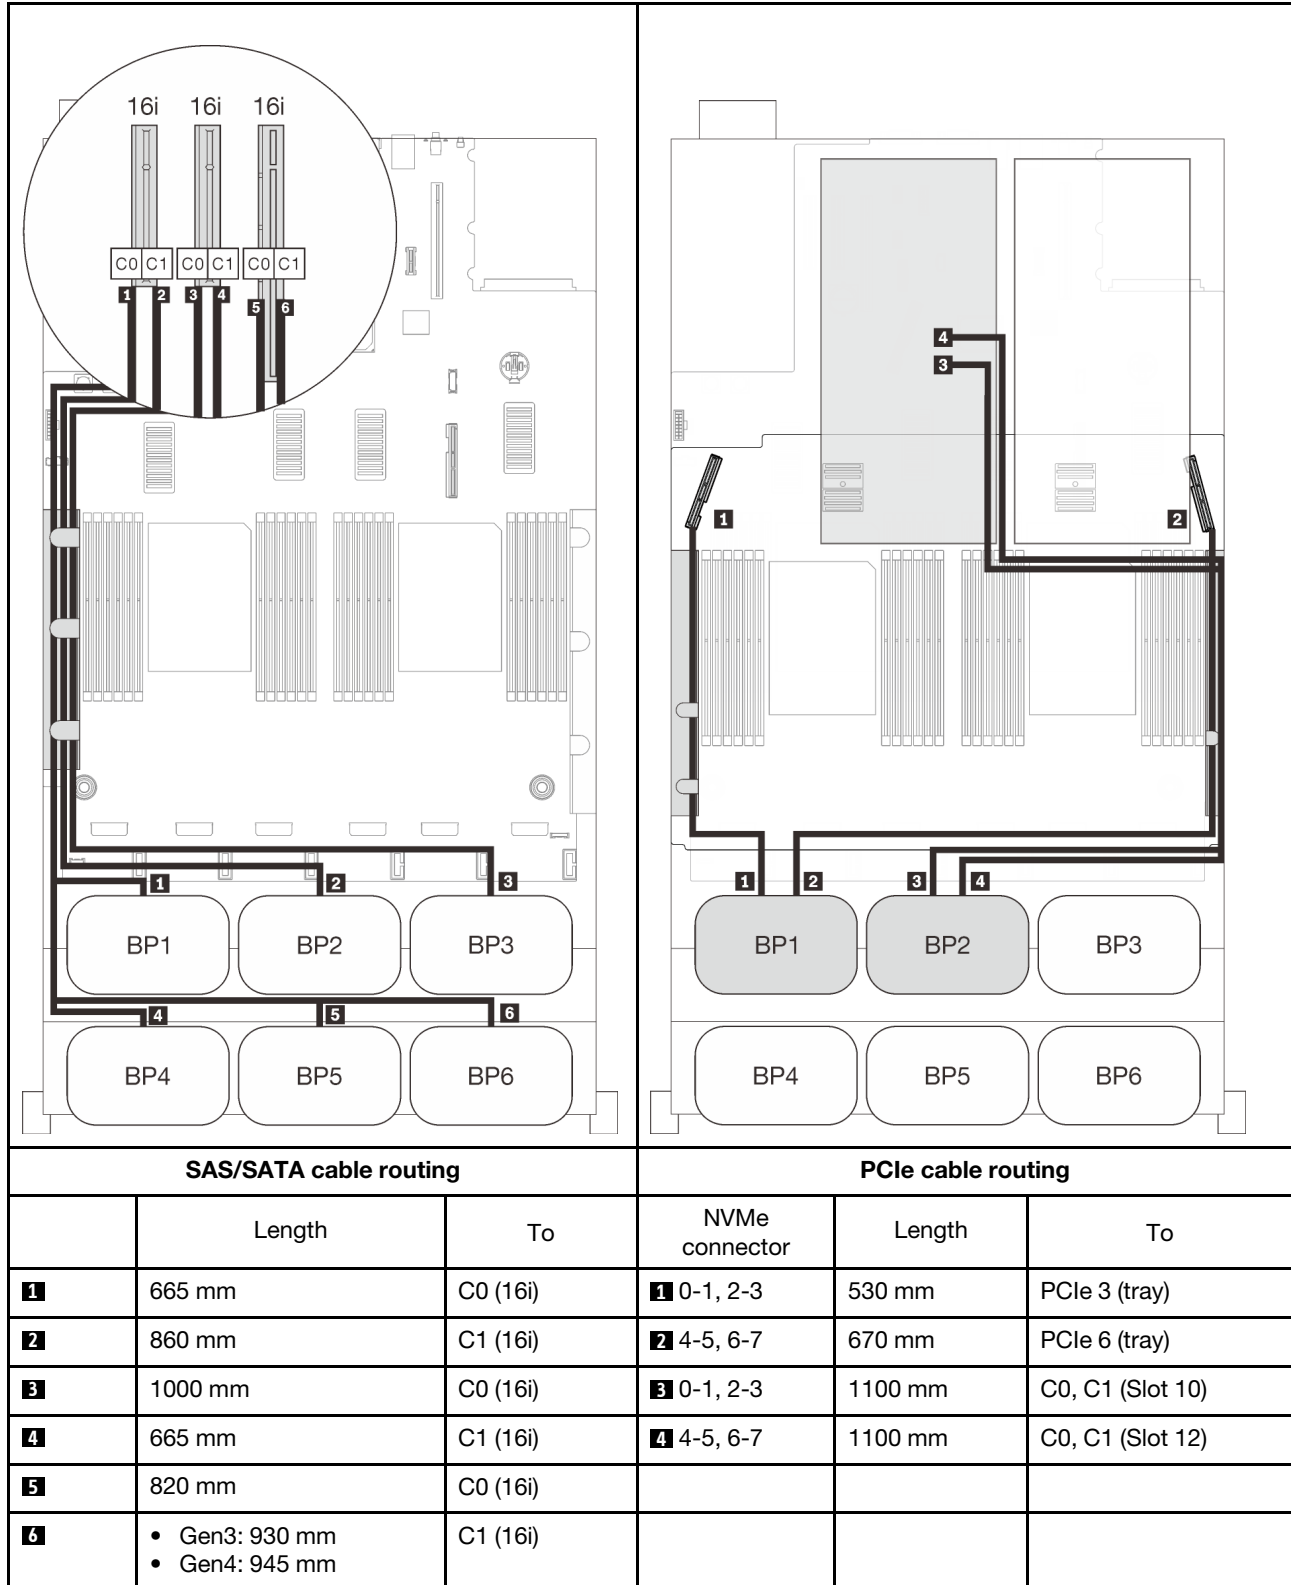 16i 16i 16i
C0 C1 C0 C1 C0 C1
1 2 3 4 5 6
1 2 3
BP1 BP2 BP3
4 5 6
BP4 BP5 BP6
4
3
1 2
1 2 3 4
BP1 BP2 BP3
BP4 BP5 BP6
SAS/SATA cable routing PCIe cable routing
Length To NVMe connector Length To
1 665 mm C0 (16i) 1 0-1, 2-3 530 mm PCIe 3 (tray)
2 860 mm C1 (16i) 2 4-5, 6-7 670 mm PCIe 6 (tray)
3 1000 mm C0 (16i) 3 0-1, 2-3 1100 mm C0, C1 (Slot 10)
4 665 mm C1 (16i) 4 4-5, 6-7 1100 mm C0, C1 (Slot 12)
5 820 mm C0 (16i)
6 • Gen3: 930 mm C1 (16i)
• Gen4: 945 mm